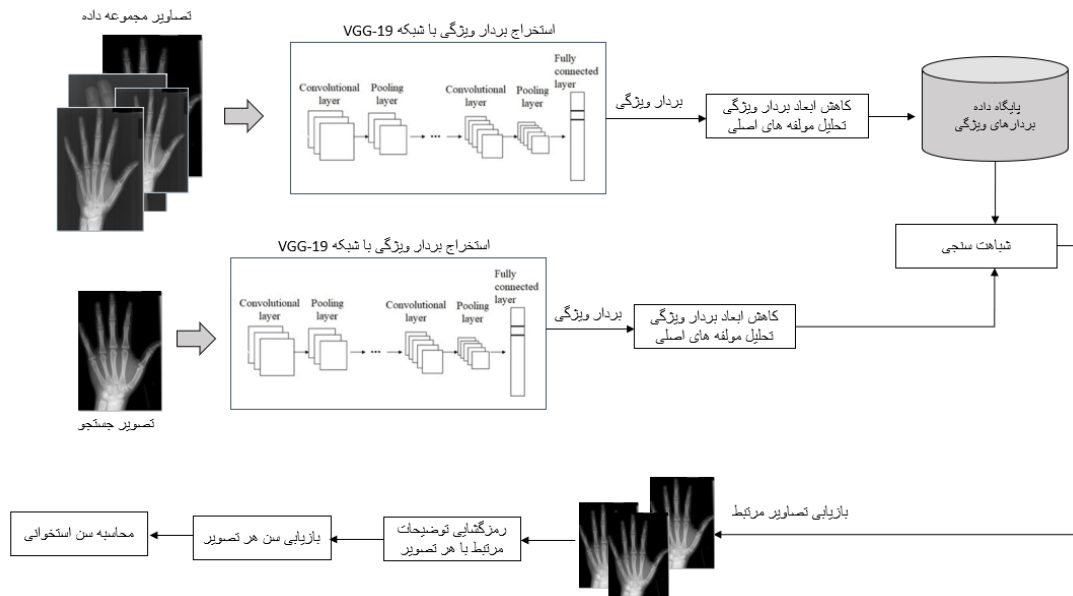 تصاویر مجموعه داده
استخراج بردار ویژگی با شبکه VGG-19
Convolutional
layer
Pooling
layer
Convolutional
layer
Pooling
layer
Fully
connected
layer
بردار ویژگی
کاهش ابعاد بردار ویژگی
تحلیل مولفه های اصلی
پایگاه داده
بردارهای ویژگی
شباهت سنجی
استخراج بردار ویژگی با شبکه VGG-19
Convolutional
layer
Pooling
layer
Convolutional
layer
Pooling
layer
Fully
connected
layer
بردار ویژگی
کاهش ابعاد بردار ویژگی
تحلیل مولفه های اصلی
تصویر جستجو
بازیابی تصاویر مرتبط
رمزگشایی توضیحات
مرتبط با هر تصویر
بازیابی سن هر تصویر
محاسبه سن استخوانی